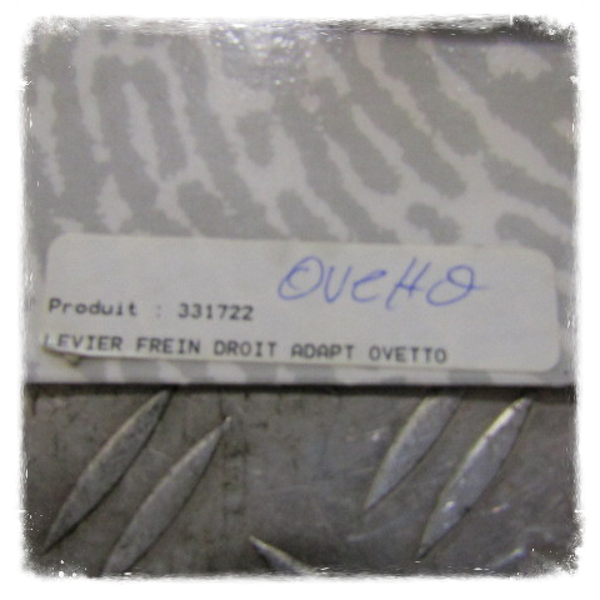 Ovetto
Produit : 331722
LEVIER FREIN DROIT ADAPT OVETTO